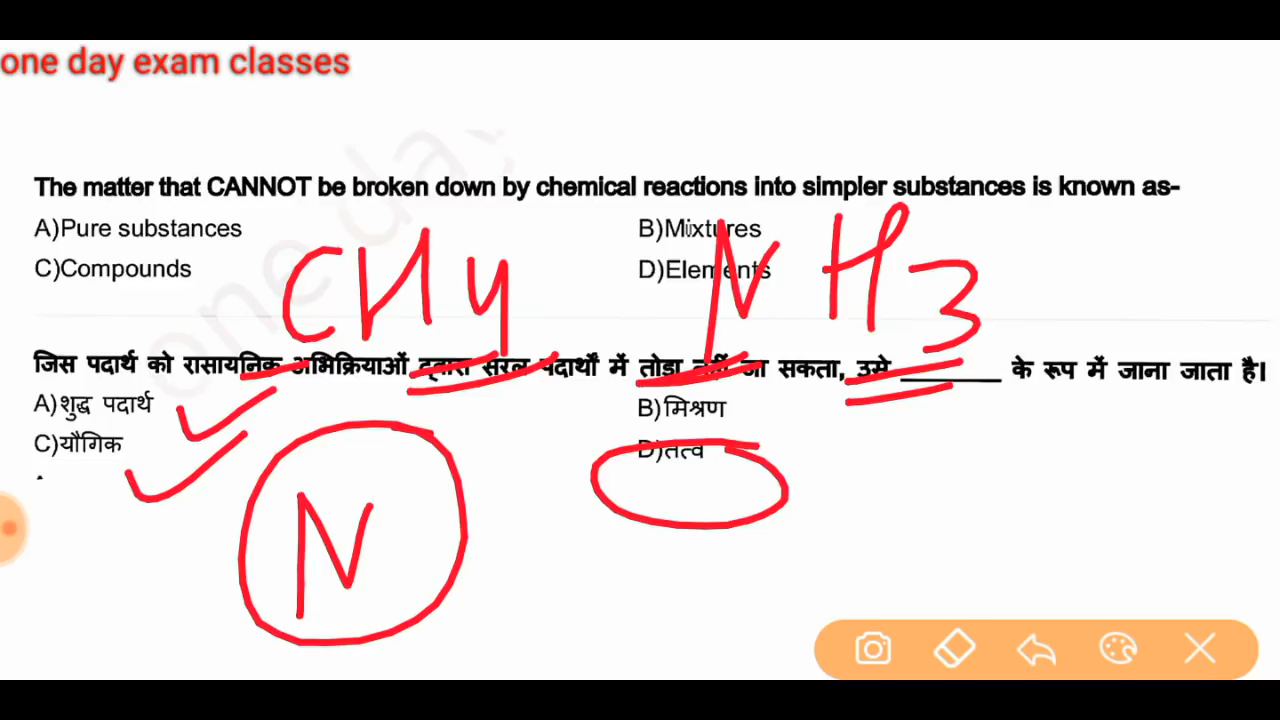 one day exam classes
one day
The matter that CANNOT be broken down by chemical reactions into simpler substances is known as-
A)Pure substances B)Mixtures
C)Compounds D)Elements
CH4 NH3
जिस पदार्थ को रासायनिक अभिक्रियाओं द्वारा सरल पदार्थों में तोडा नहीं जा सकता, उसे ________ के रूप में जाना जाता है।
A)शुद्ध पदार्थ B)मिश्रण
C)यौगिक D)तत्व
N